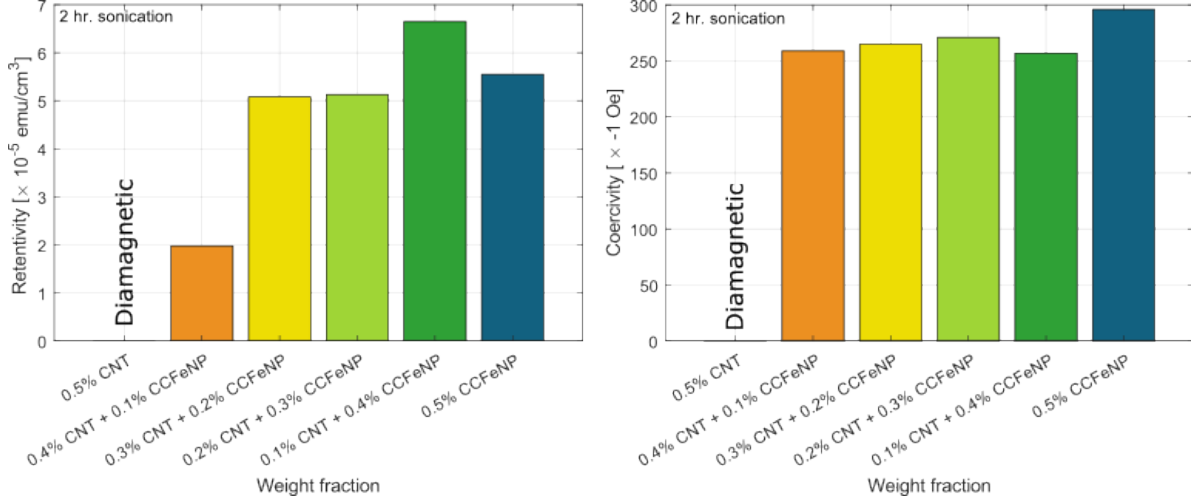 2 hr. sonication
Retentivity [× 10⁻⁵ emu/cm³]
7
6
5
4
3
2
1
0
Diamagnetic
0.5% CNT
0.4% CNT + 0.1% CCFeNP
0.3% CNT + 0.2% CCFeNP
0.2% CNT + 0.3% CCFeNP
0.1% CNT + 0.4% CCFeNP
0.5% CCFeNP
Weight fraction
2 hr. sonication
Coercivity [ × -1 Oe]
300
250
200
150
100
50
0
Diamagnetic
0.5% CNT
0.4% CNT + 0.1% CCFeNP
0.3% CNT + 0.2% CCFeNP
0.2% CNT + 0.3% CCFeNP
0.1% CNT + 0.4% CCFeNP
0.5% CCFeNP
Weight fraction